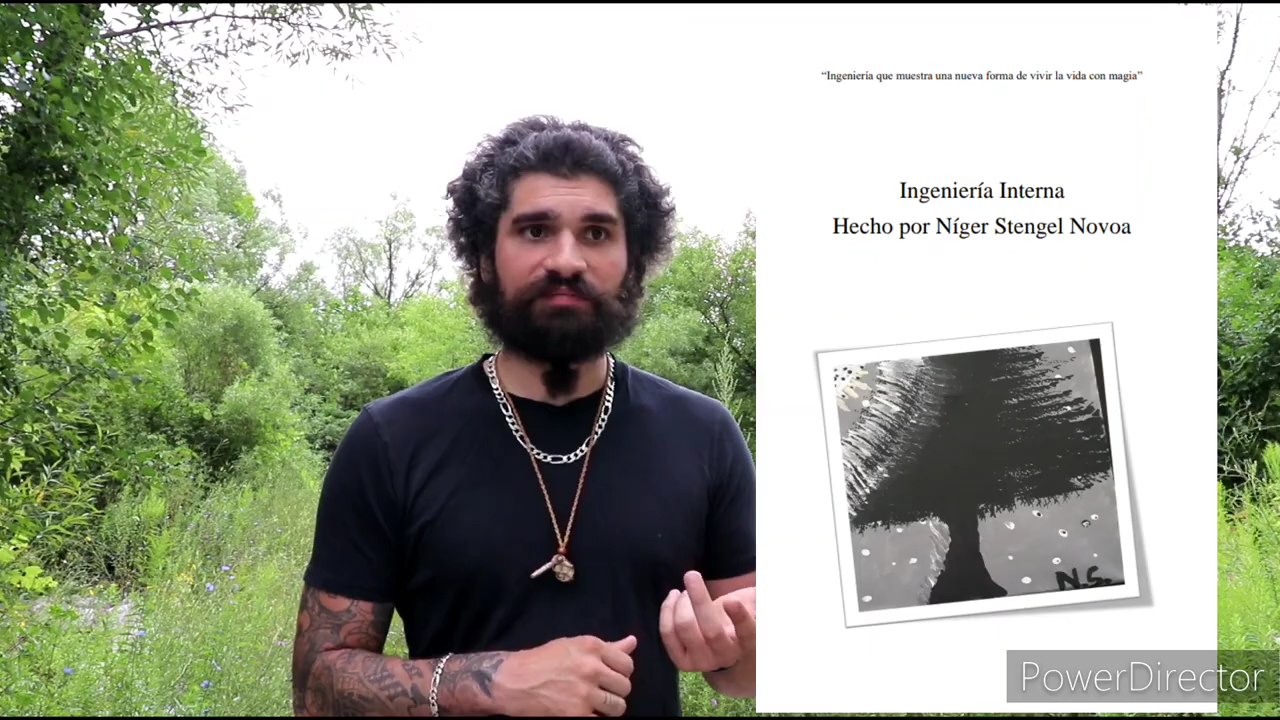 “Ingeniería que muestra una nueva forma de vivir la vida con magia”
Ingeniería Interna
Hecho por Níger Stengel Novoa
N.S.
PowerDirector